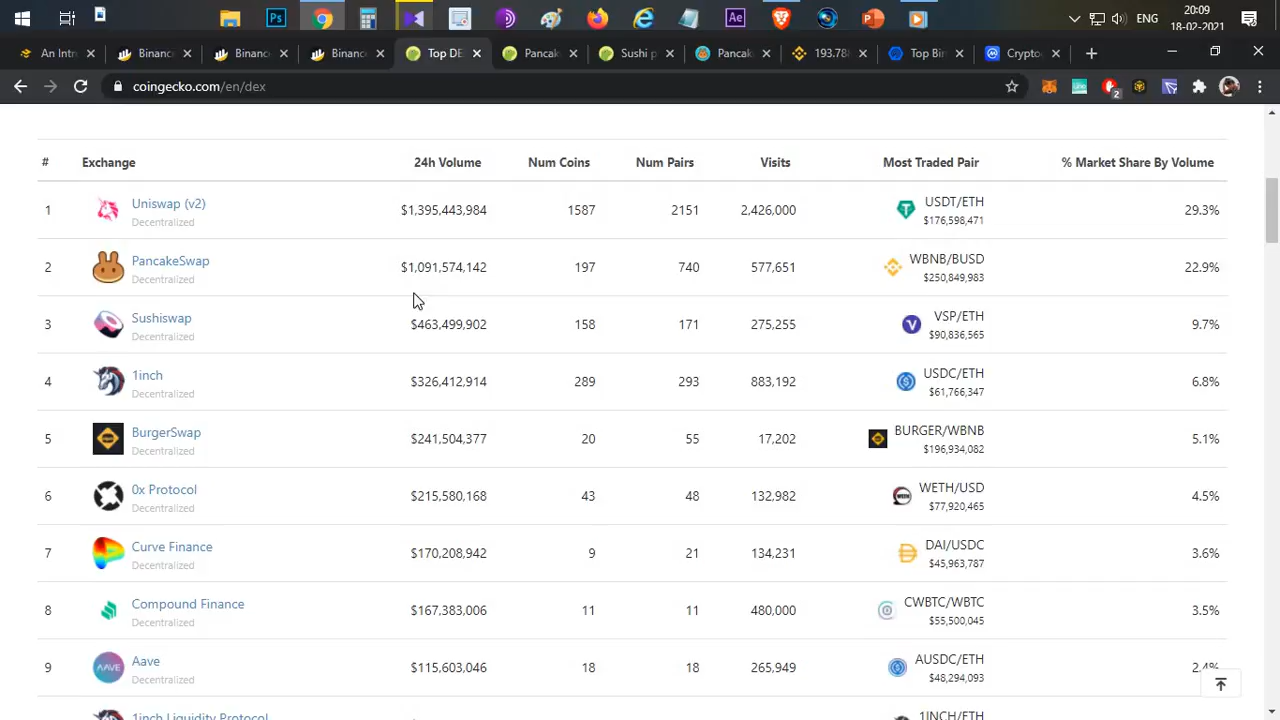 Ps
Ae
ENG
20:09
18-02-2021
An Intr
Binanc
Binanc
Binanc
Top DE
Pancak
Sushi p
Pancak
193.78
Top Bin
Crypto
coingecko.com/en/dex
2
# Exchange 24h Volume Num Coins Num Pairs Visits Most Traded Pair % Market Share By Volume
1 Uniswap (v2) $1,395,443,984 1587 2151 2,426,000 USDT/ETH 29.3%
Decentralized $176,598,471
2 PancakeSwap $1,091,574,142 197 740 577,651 WBNB/BUSD 22.9%
Decentralized $250,849,983
3 Sushiswap $463,499,902 158 171 275,255 VSP/ETH 9.7%
Decentralized $90,836,565
4 1inch $326,412,914 289 293 883,192 USDC/ETH 6.8%
Decentralized $61,766,347
5 BurgerSwap $241,504,377 20 55 17,202 BURGER/WBNB 5.1%
Decentralized $196,934,082
6 0x Protocol $215,580,168 43 48 132,982 WETH/USD 4.5%
Decentralized $77,920,465
7 Curve Finance $170,208,942 9 21 134,231 DAI/USDC 3.6%
Decentralized $45,963,787
8 Compound Finance $167,383,006 11 11 480,000 CWBTC/WBTC 3.5%
Decentralized $55,500,045
9 Aave $115,603,046 18 18 265,949 AUSDC/ETH 2.4%
AAVE
Decentralized $48,294,093
1inch Liquidity Protocol 1INCH/ETH